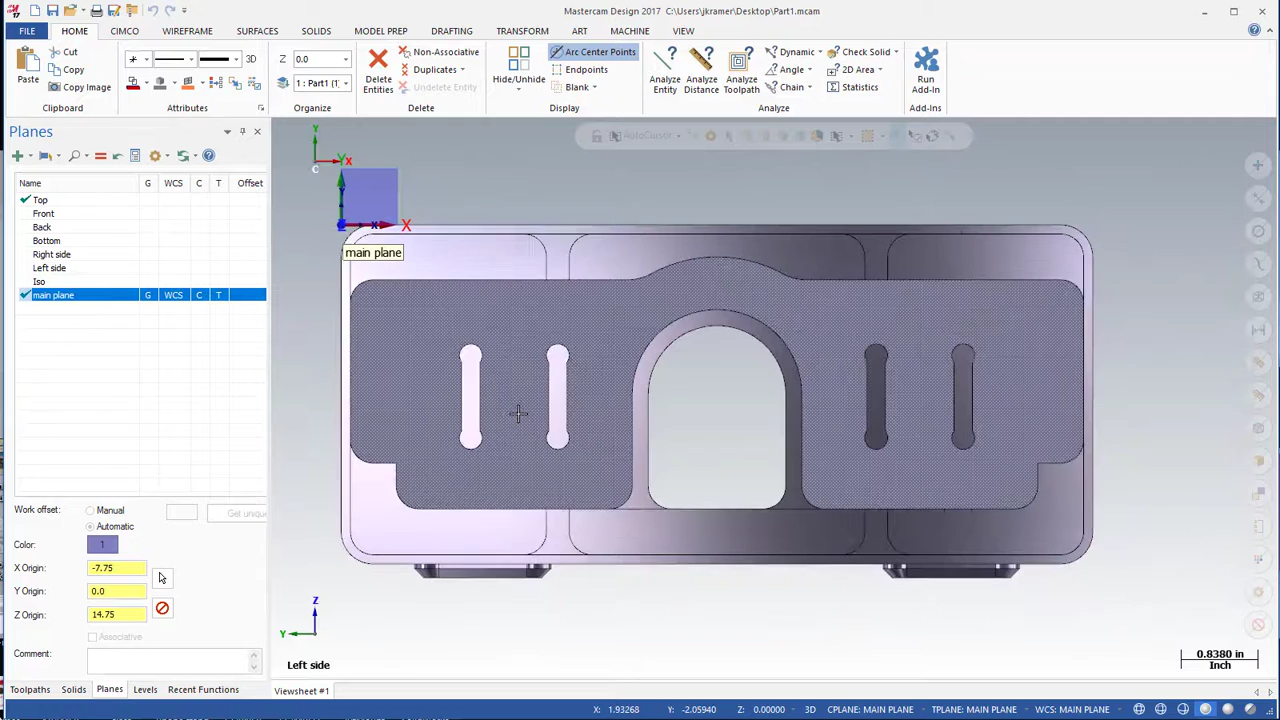 Mastercam Design 2017 C:\Users\jkramer\Desktop\Part1.mcam
FILE HOME CIMCO WIREFRAME SURFACES SOLIDS MODEL PREP DRAFTING TRANSFORM ART MACHINE VIEW
Paste
Cut
Copy
Copy Image
Clipboard
3D
Attributes
Z 0.0
1 : Part1 (1)
Organize
Delete Entities
Non-Associative
Duplicates
Undelete Entity
Delete
Hide/Unhide
Arc Center Points
Endpoints
Blank
Display
Analyze Entity
Analyze Distance
Analyze Toolpath
Dynamic
Angle
Chain
Check Solid
2D Area
Statistics
Analyze
Run Add-In
Add-Ins
Planes
Name G WCS C T Offset
Top
Front
Back
Bottom
Right side
Left side
Iso
main plane G WCS C T
Work offset: Manual Get unique
Automatic
Color: 1
X Origin: -7.75
Y Origin: 0.0
Z Origin: 14.75
Associative
Comment:
Toolpaths Solids Planes Levels Recent Functions
AutoCursor
Y
X
C
Y
X
X
Z
main plane
Z
Y
Left side
0.8380 in
Inch
Viewsheet #1
X: 1.93268 Y: -2.05940 Z: 0.00000 3D CPLANE: MAIN PLANE TPLANE: MAIN PLANE WCS: MAIN PLANE